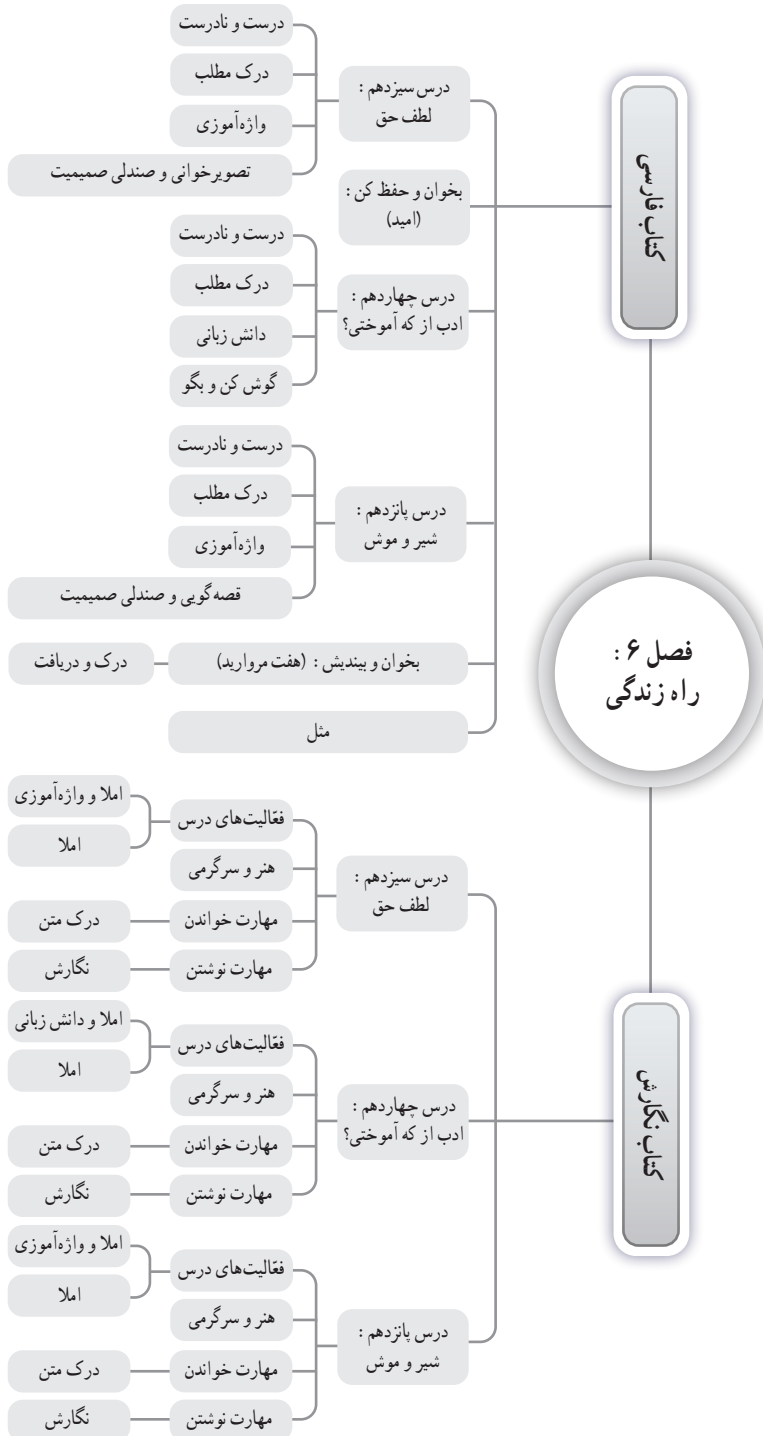 فصل ۶ :
راه زندگی
کتاب فارسی
درس سیزدهم :
لطف حق
درست و نادرست
درک مطلب
واژه‌آموزی
تصویرخوانی و صندلی صمیمیت
بخوان و حفظ کن :
(امید)
درس چهاردهم :
ادب از که آموختی؟
درست و نادرست
درک مطلب
دانش زبانی
گوش کن و بگو
درس پانزدهم :
شیر و موش
درست و نادرست
درک مطلب
واژه‌آموزی
قصه‌گویی و صندلی صمیمیت
بخوان و بیندیش : (هفت مروارید)
درک و دریافت
مثل
کتاب نگارش
درس سیزدهم :
لطف حق
فعّالیت‌های درس
املا و واژه‌آموزی
املا
هنر و سرگرمی
مهارت خواندن
درک متن
مهارت نوشتن
نگارش
درس چهاردهم :
ادب از که آموختی؟
فعّالیت‌های درس
املا و دانش زبانی
املا
هنر و سرگرمی
مهارت خواندن
درک متن
مهارت نوشتن
نگارش
درس پانزدهم :
شیر و موش
فعّالیت‌های درس
املا و واژه‌آموزی
املا
هنر و سرگرمی
مهارت خواندن
درک متن
مهارت نوشتن
نگارش